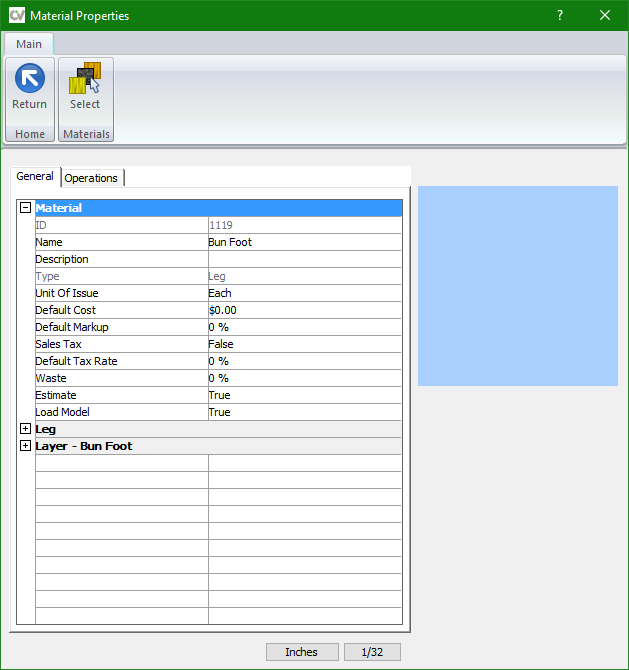 CV Material Properties ?
Main
Return Select
Home Materials
General Operations
Material
ID 1119
Name Bun Foot
Description
Type Leg
Unit Of Issue Each
Default Cost $0.00
Default Markup 0 %
Sales Tax False
Default Tax Rate 0 %
Waste 0 %
Estimate True
Load Model True
Leg
Layer - Bun Foot
Inches 1/32